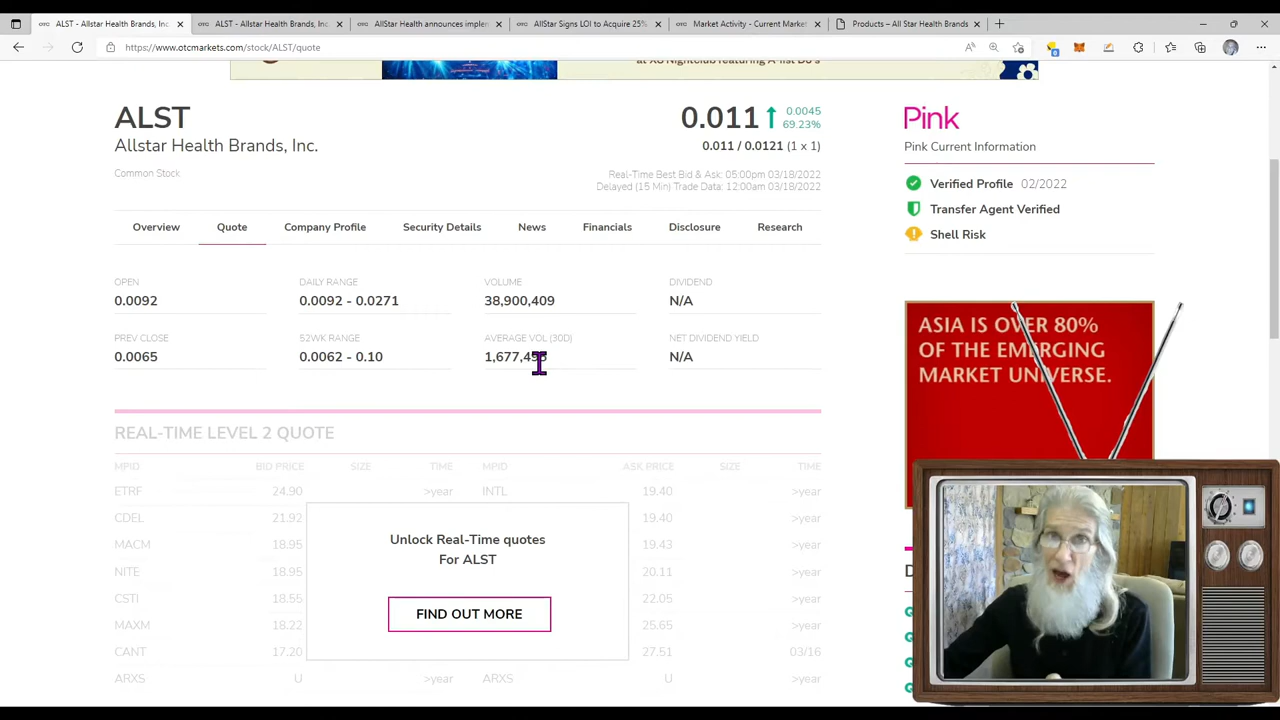 ALST - Allstar Health Brands, Inc.
ALST - Allstar Health Brands, Inc.
AllStar Health announces implem
AllStar Signs LOI to Acquire 25%
Market Activity - Current Market
Products – All Star Health Brands
https://www.otcmarkets.com/stock/ALST/quote
ALST
0.011
0.0045
69.23%
Allstar Health Brands, Inc.
0.011 / 0.0121 (1 x 1)
Common Stock
Real-Time Best Bid & Ask: 05:00pm 03/18/2022
Delayed (15 Min) Trade Data: 12:00am 03/18/2022
Pink
Pink Current Information
Verified Profile 02/2022
Transfer Agent Verified
Shell Risk
Overview Quote Company Profile Security Details News Financials Disclosure Research
OPEN DAILY RANGE VOLUME DIVIDEND
0.0092 0.0092 - 0.0271 38,900,409 N/A
PREV CLOSE 52WK RANGE AVERAGE VOL (30D) NET DIVIDEND YIELD
0.0065 0.0062 - 0.10 N/A
ASIA IS OVER 80%
OF THE EMERGING
MARKET UNIVERSE.
REAL-TIME LEVEL 2 QUOTE
MPID BID PRICE SIZE TIME MPID ASK PRICE SIZE TIME
ETRF 24.90 >year INTL 19.40 >year
CDEL 21.92 19.40 >year
MACM 18.95 19.43 >year
NITE 18.95 20.11 >year
CSTI 18.55 22.05 >year
MAXM 18.22 25.65 >year
CANT 17.20 27.51 03/16
ARXS U >year ARXS U >year
Unlock Real-Time quotes
For ALST
FIND OUT MORE